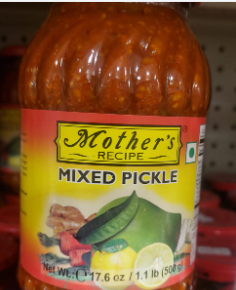 Mother's
RECIPE
MIXED PICKLE
Net Wt.: ℮ 17.6 oz / 1.1 lb (500 g)